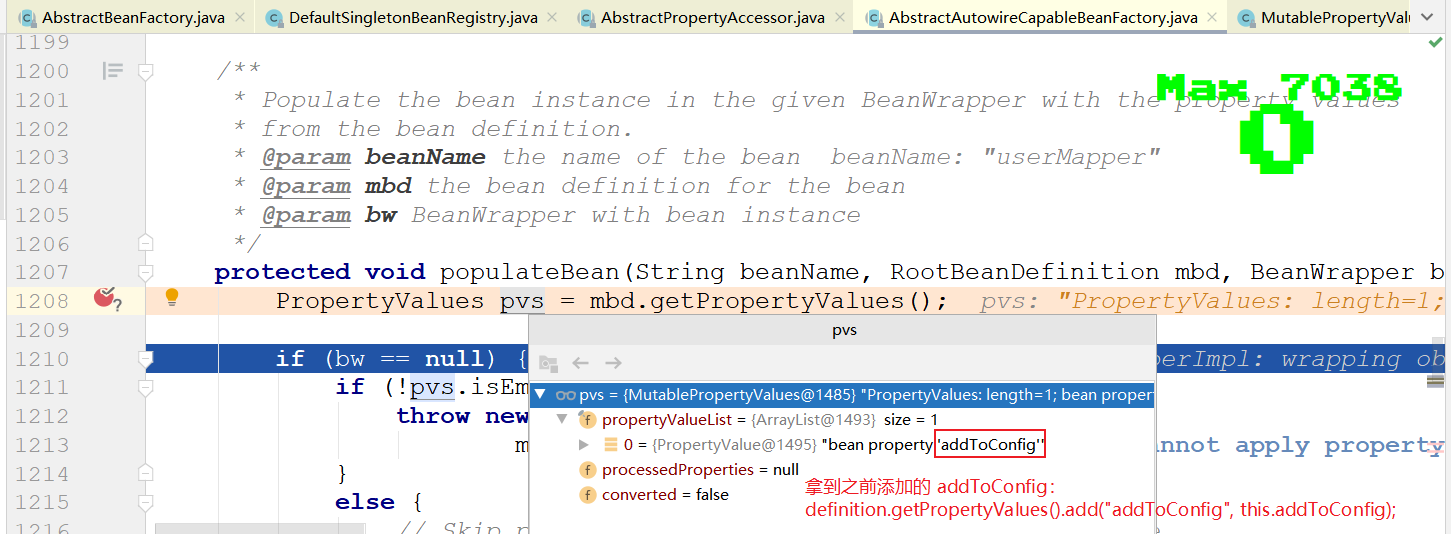 AbstractBeanFactory.java × DefaultSingletonBeanRegistry.java × AbstractPropertyAccessor.java × AbstractAutowireCapableBeanFactory.java × MutablePropertyValu
1199
1200 /**
1201 * Populate the bean instance in the given BeanWrapper with the property values
1202 * from the bean definition.
1203 * @param beanName the name of the bean beanName: "userMapper"
1204 * @param mbd the bean definition for the bean
1205 * @param bw BeanWrapper with bean instance
1206 */
1207 protected void populateBean(String beanName, RootBeanDefinition mbd, BeanWrapper b
1208 PropertyValues pvs = mbd.getPropertyValues(); pvs: "PropertyValues: length=1;
1209
1210 if (bw == null) { perImpl: wrapping ob
1211 if (!pvs.isEm
1212 throw new
1213 m nnot apply property
1214 }
1215 else {
1216 // Skip p
Max 7038
0
pvs
pvs = {MutablePropertyValues@1485} "PropertyValues: length=1; bean proper
propertyValueList = {ArrayList@1493} size = 1
0 = {PropertyValue@1495} "bean property 'addToConfig'"
processedProperties = null
converted = false
拿到之前添加的 addToConfig：
definition.getPropertyValues().add("addToConfig", this.addToConfig);